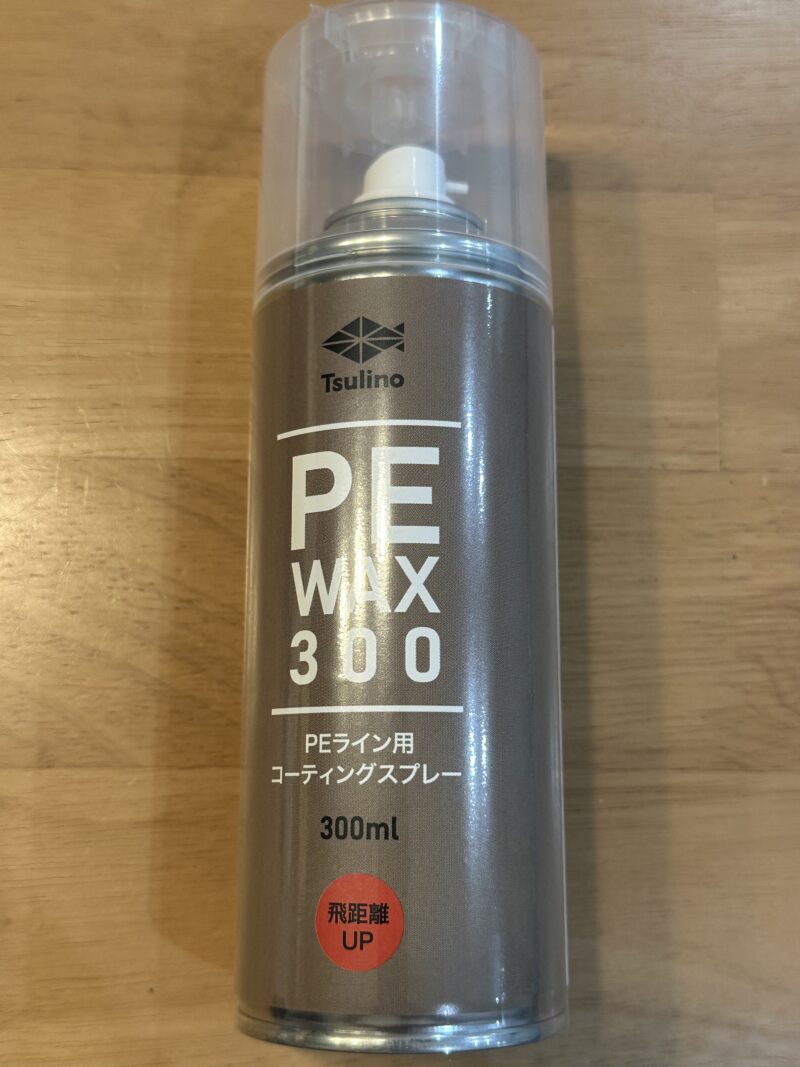 Tsulino
PE
WAX
300
PEライン用
コーティングスプレー
300ml
飛距離
UP